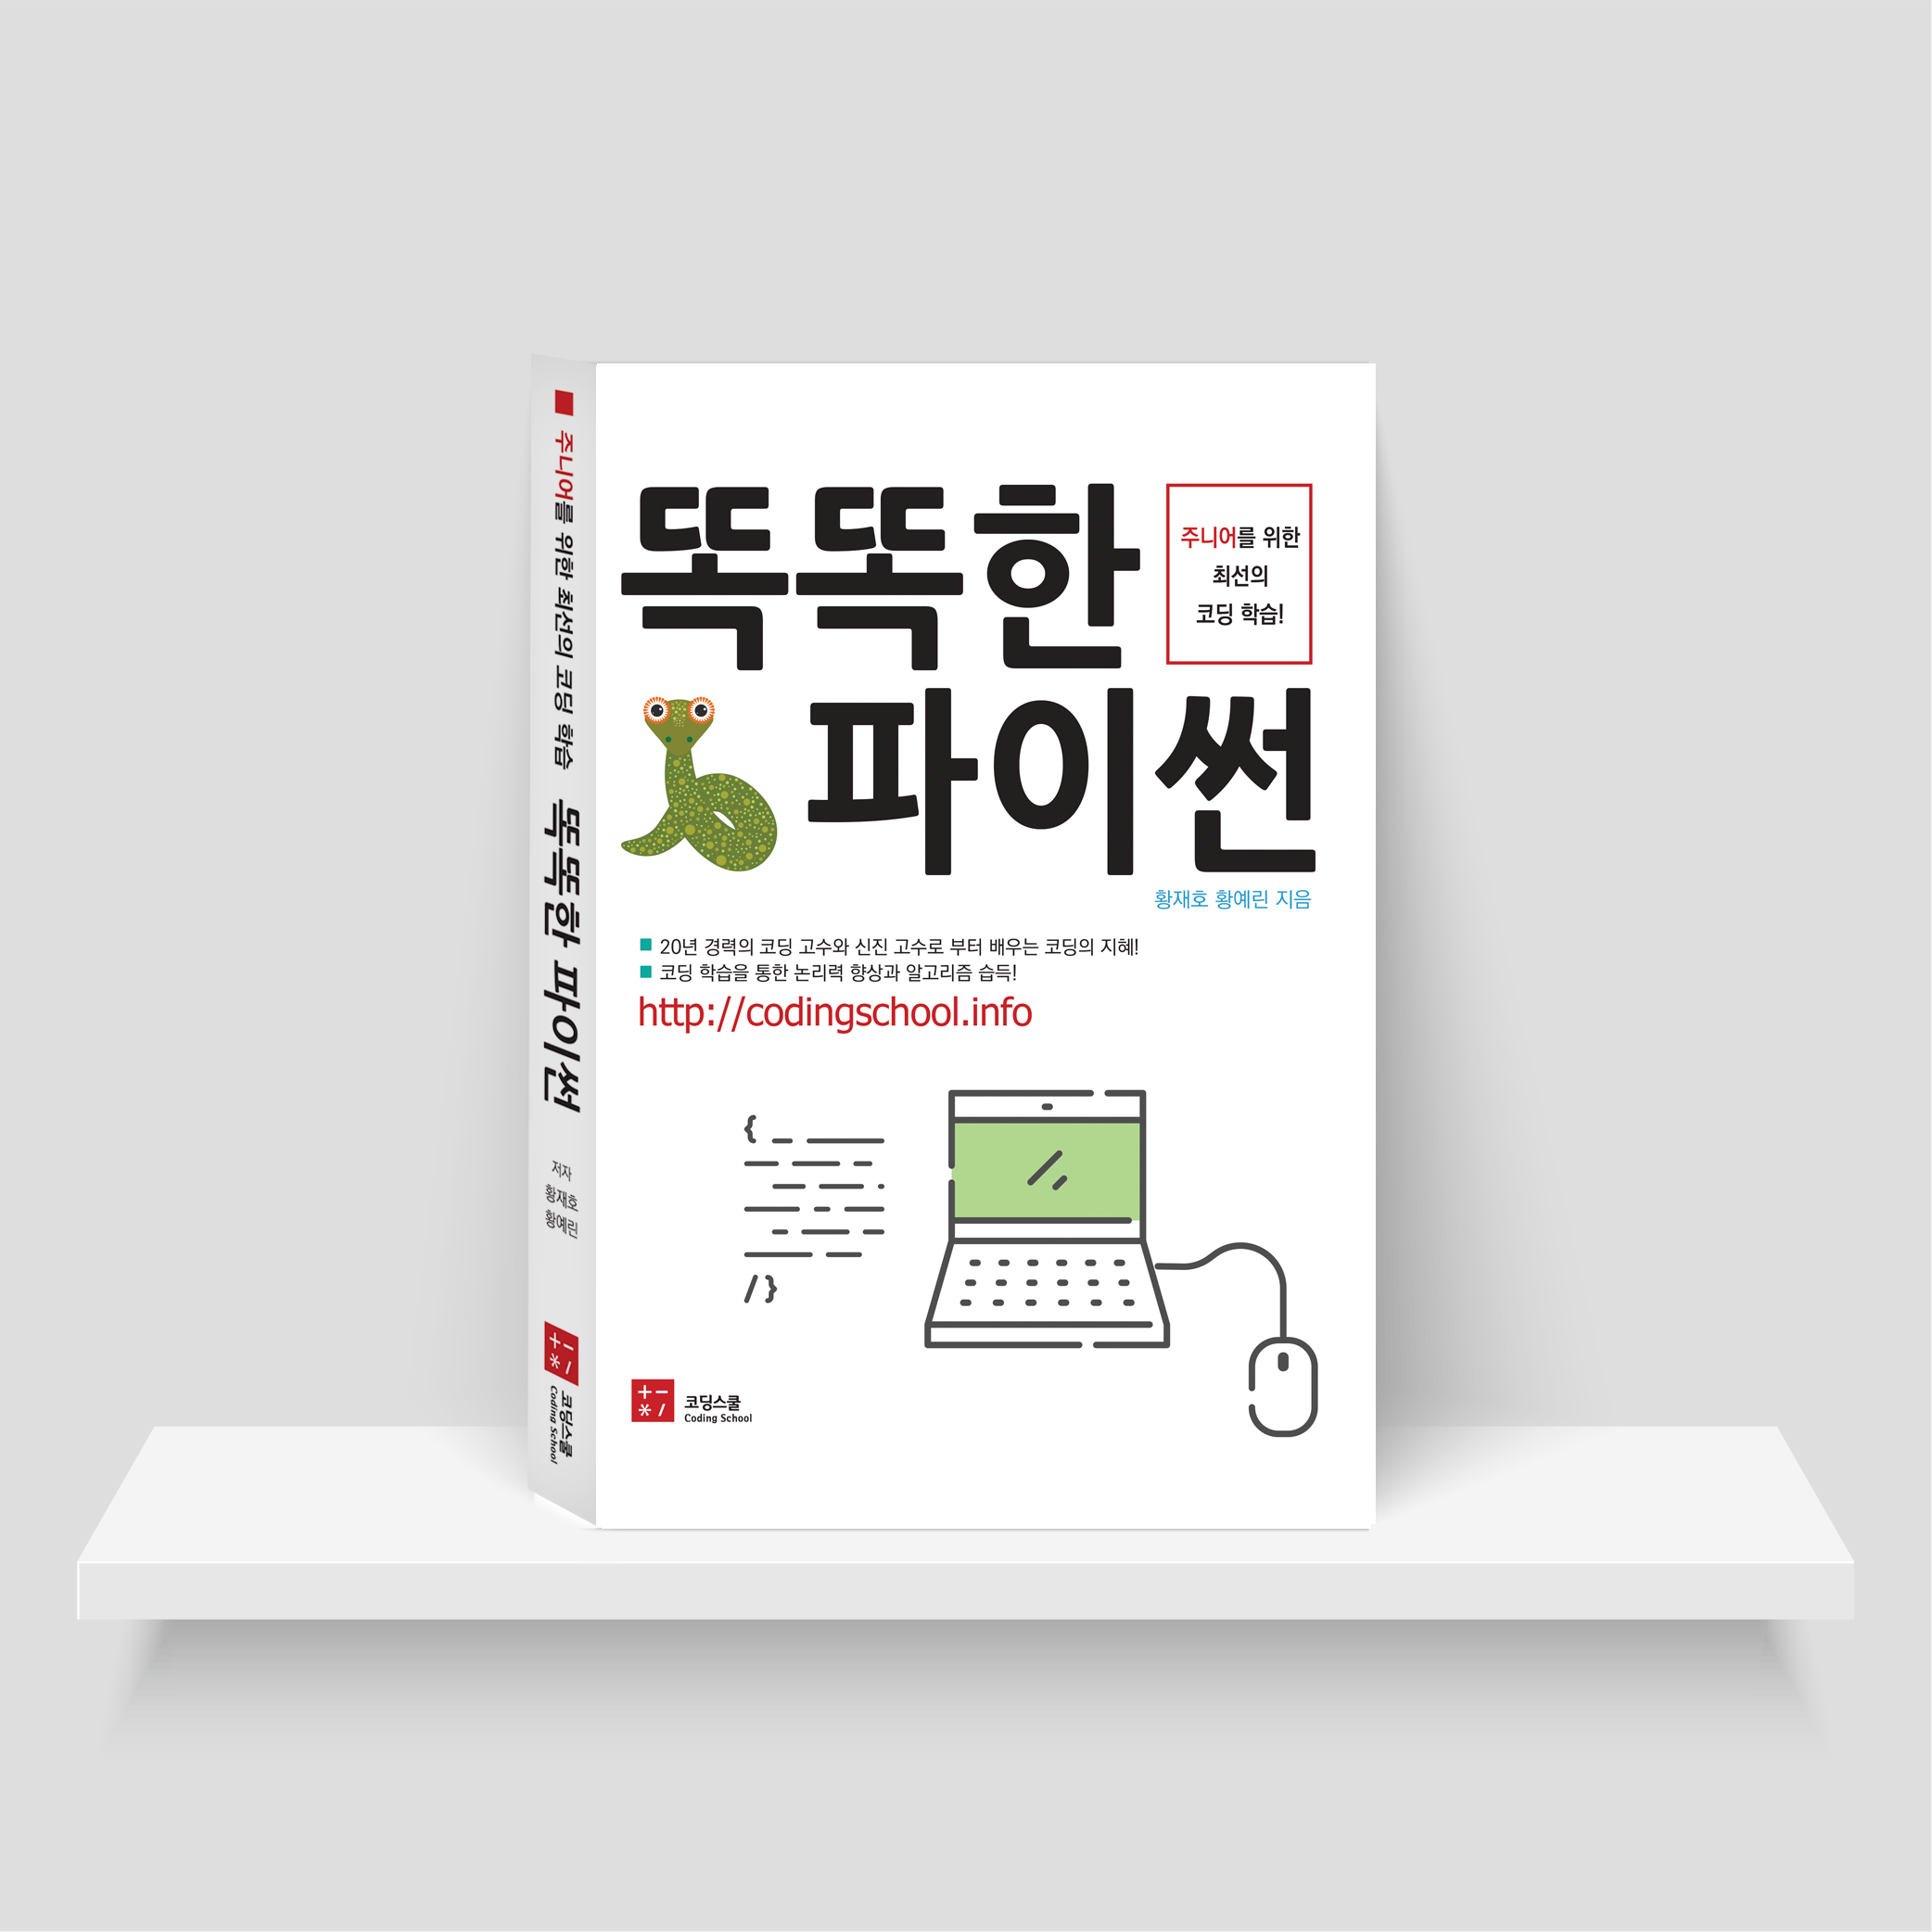 주니어를 위한 최선의 코딩 학습 똑똑한 파이썬
저자
황재호
황예린
코딩스쿨
Coding School
똑똑한
주니어를 위한
최선의
코딩 학습!
파이썬
황재호 황예린 지음
20년 경력의 코딩 고수와 신진 고수로 부터 배우는 코딩의 지혜!
코딩 학습을 통한 논리력 향상과 알고리즘 습득!
http://codingschool.info
{
/}
+ −
* /
코딩스쿨
Coding School